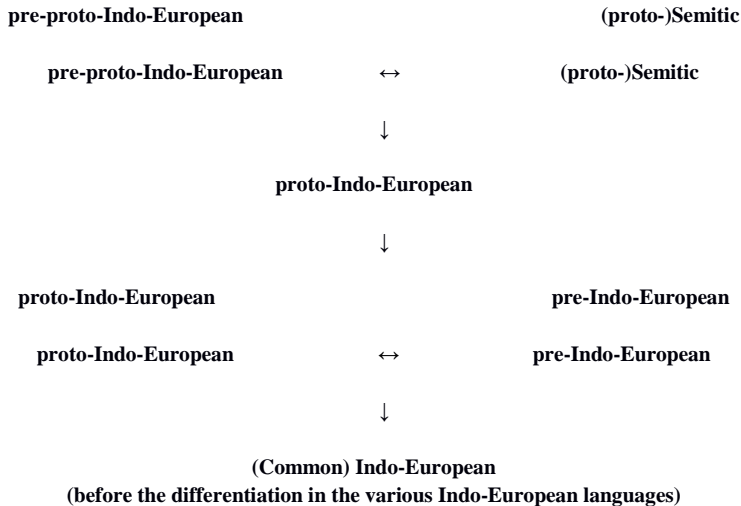 pre-proto-Indo-European (proto-)Semitic
pre-proto-Indo-European ↔ (proto-)Semitic
↓
proto-Indo-European
↓
proto-Indo-European pre-Indo-European
proto-Indo-European ↔ pre-Indo-European
↓
(Common) Indo-European
(before the differentiation in the various Indo-European languages)